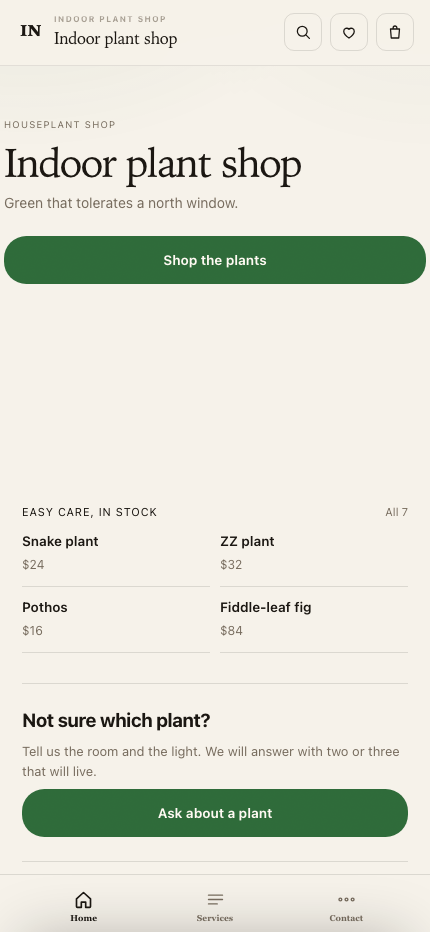 IN
INDOOR PLANT SHOP
Indoor plant shop
HOUSEPLANT SHOP
Indoor plant shop
Green that tolerates a north window.
Shop the plants
EASY CARE, IN STOCK
All 7
Snake plant
$24
ZZ plant
$32
Pothos
$16
Fiddle-leaf fig
$84
Not sure which plant?
Tell us the room and the light. We will answer with two or three
that will live.
Ask about a plant
Home
Services
Contact